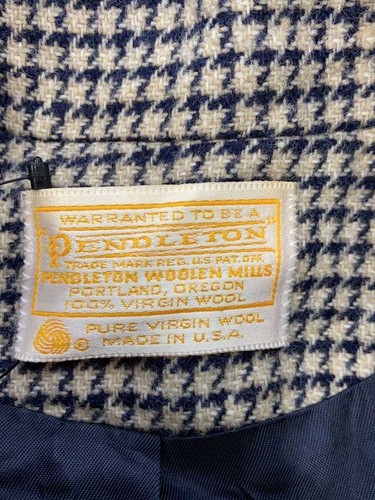 WARRANTED TO BE A
PENDLETON
TRADE MARK REG. U.S. PAT. OFF.
PENDLETON WOOLEN MILLS
PORTLAND, OREGON
100% VIRGIN WOOL
®
PURE VIRGIN WOOL
MADE IN U.S.A.